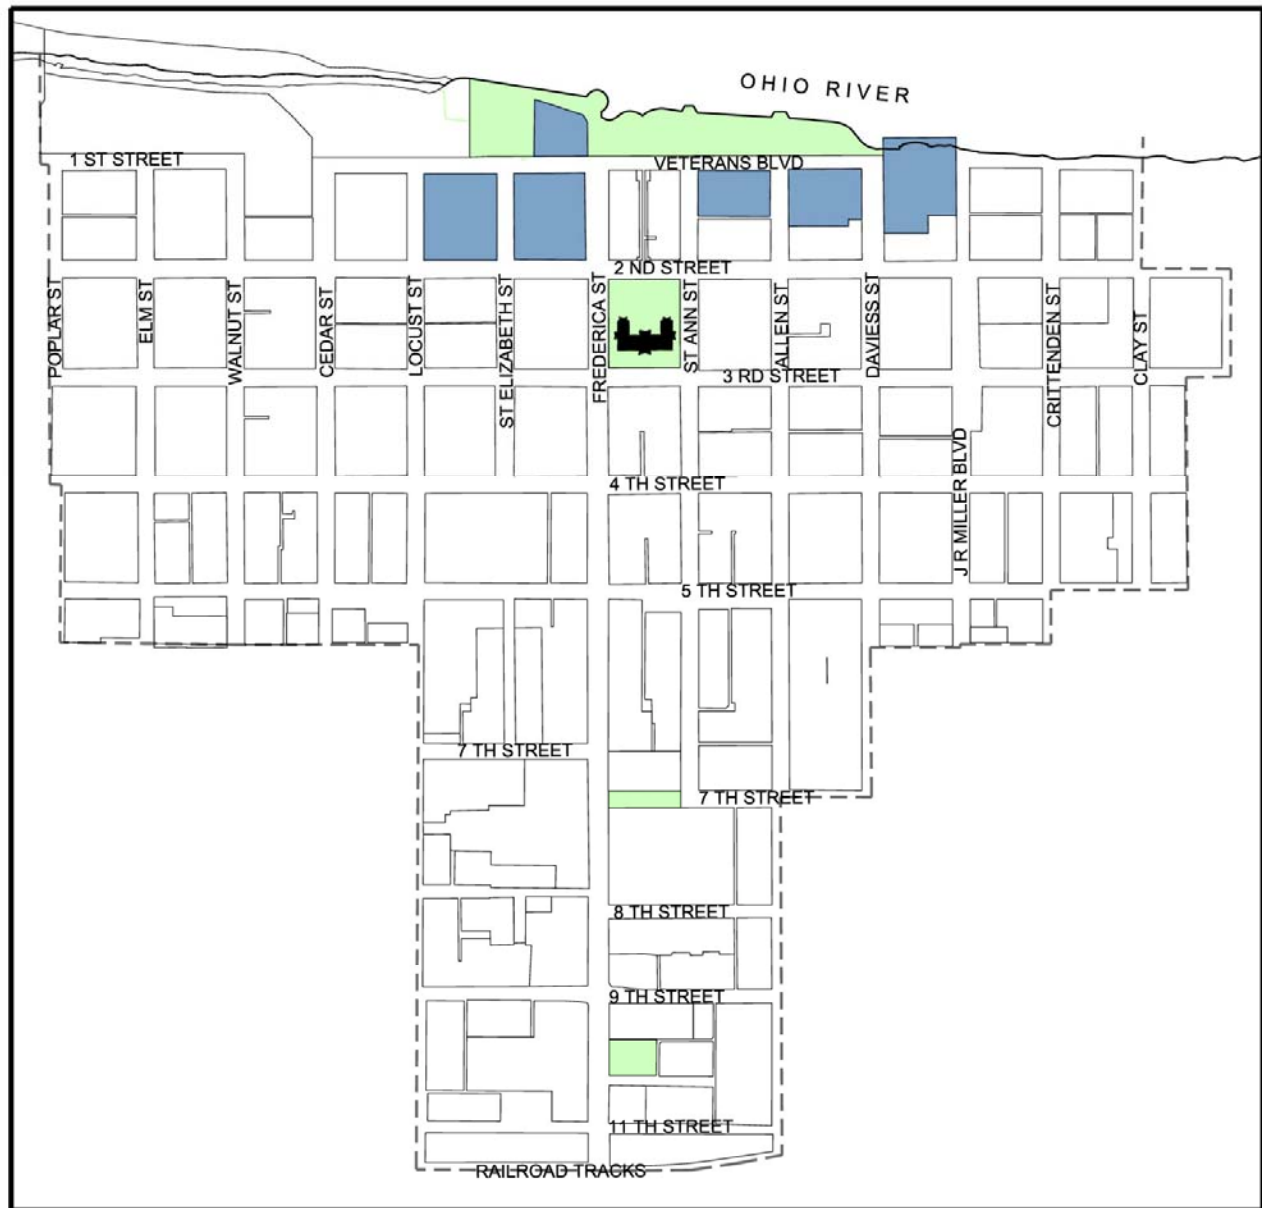 OHIO RIVER
1 ST STREET
VETERANS BLVD
2 ND STREET
POPLAR ST
ELM ST
WALNUT ST
CEDAR ST
LOCUST ST
ST ELIZABETH ST
FREDERICA ST
ST ANN ST
ALLEN ST
DAVIESS ST
CRITTENDEN ST
CLAY ST
3 RD STREET
J R MILLER BLVD
4 TH STREET
5 TH STREET
7 TH STREET
7 TH STREET
8 TH STREET
9 TH STREET
11 TH STREET
RAILROAD TRACKS